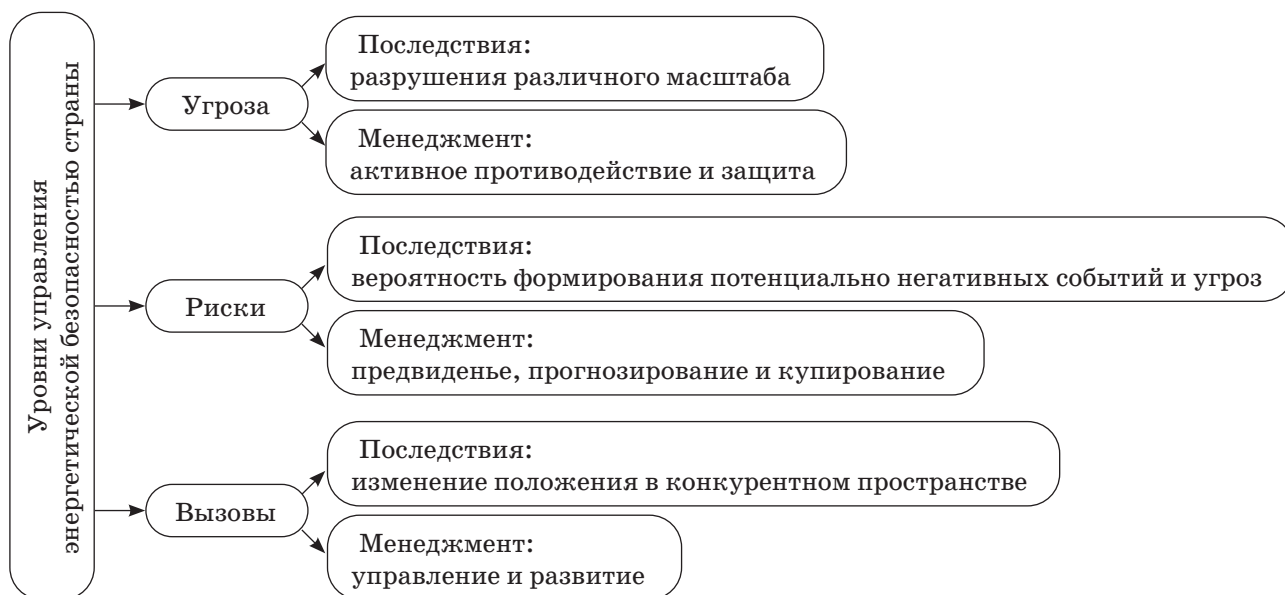 Уровни управления
энергетической безопасностью страны
Угроза
Последствия:
разрушения различного масштаба
Менеджмент:
активное противодействие и защита
Риски
Последствия:
вероятность формирования потенциально негативных событий и угроз
Менеджмент:
предвиденье, прогнозирование и купирование
Вызовы
Последствия:
изменение положения в конкурентном пространстве
Менеджмент:
управление и развитие